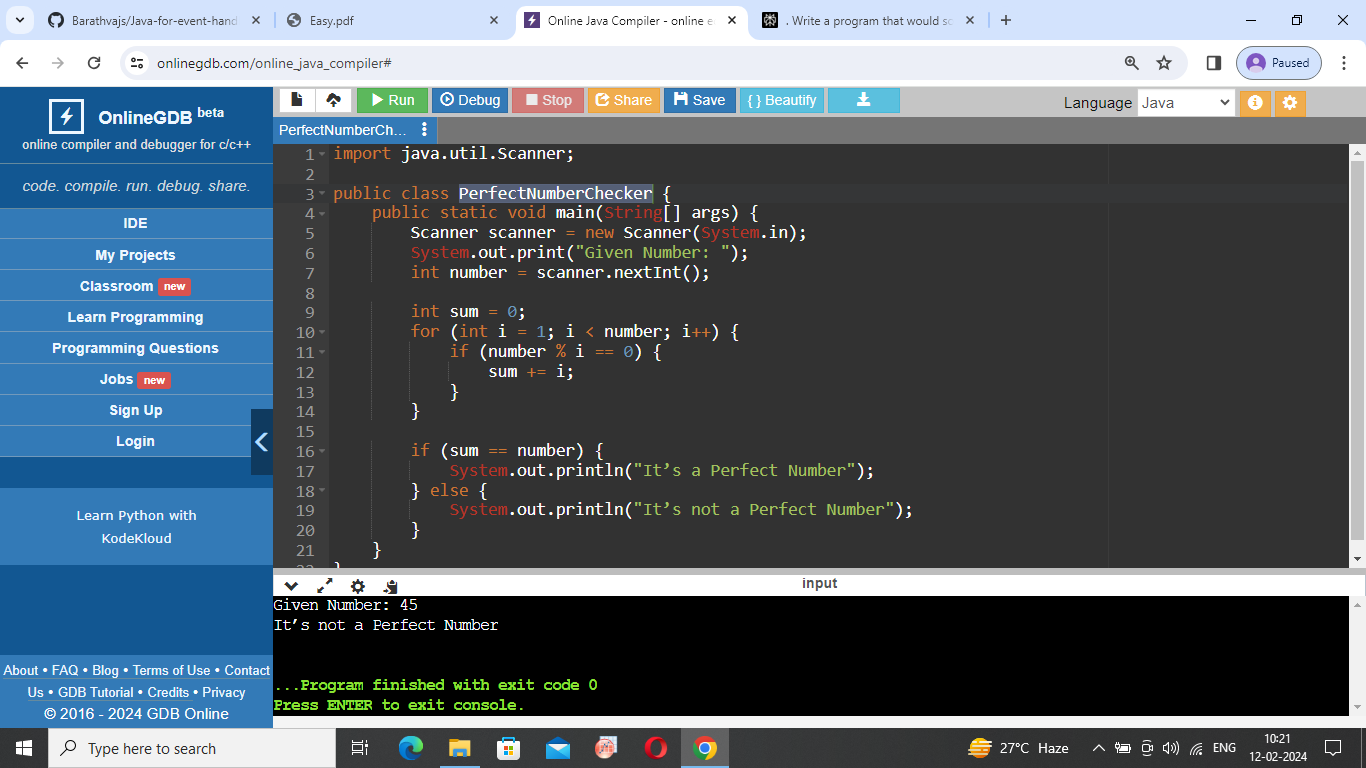 Barathvajs/Java-for-event-hand
Easy.pdf
Online Java Compiler - online e
. Write a program that would so
onlinegdb.com/online_java_compiler#
Paused
OnlineGDB beta
online compiler and debugger for c/c++
code. compile. run. debug. share.
IDE
My Projects
Classroom new
Learn Programming
Programming Questions
Jobs new
Sign Up
Login
Learn Python with
KodeKloud
About • FAQ • Blog • Terms of Use • Contact
Us • GDB Tutorial • Credits • Privacy
© 2016 - 2024 GDB Online
Run Debug Stop Share Save { } Beautify
Language Java
PerfectNumberCh...
1 import java.util.Scanner;
2
3 public class PerfectNumberChecker {
4 public static void main(String[] args) {
5 Scanner scanner = new Scanner(System.in);
6 System.out.print("Given Number: ");
7 int number = scanner.nextInt();
8
9 int sum = 0;
10 for (int i = 1; i < number; i++) {
11 if (number % i == 0) {
12 sum += i;
13 }
14 }
15
16 if (sum == number) {
17 System.out.println("It’s a Perfect Number");
18 } else {
19 System.out.println("It’s not a Perfect Number");
20 }
21 }
22 }
input
Given Number: 45
It’s not a Perfect Number
...Program finished with exit code 0
Press ENTER to exit console.
Type here to search
27°C Haze
ENG
10:21
12-02-2024